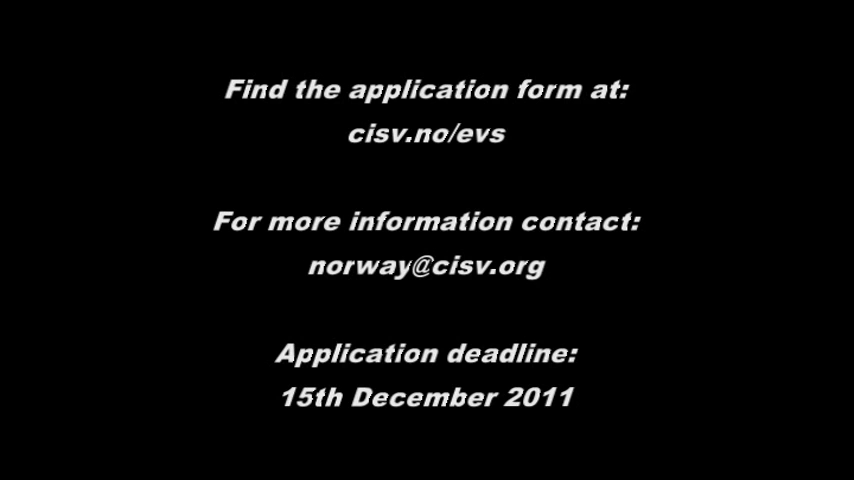 Find the application form at:
cisv.no/evs
For more information contact:
norway@cisv.org
Application deadline:
15th December 2011